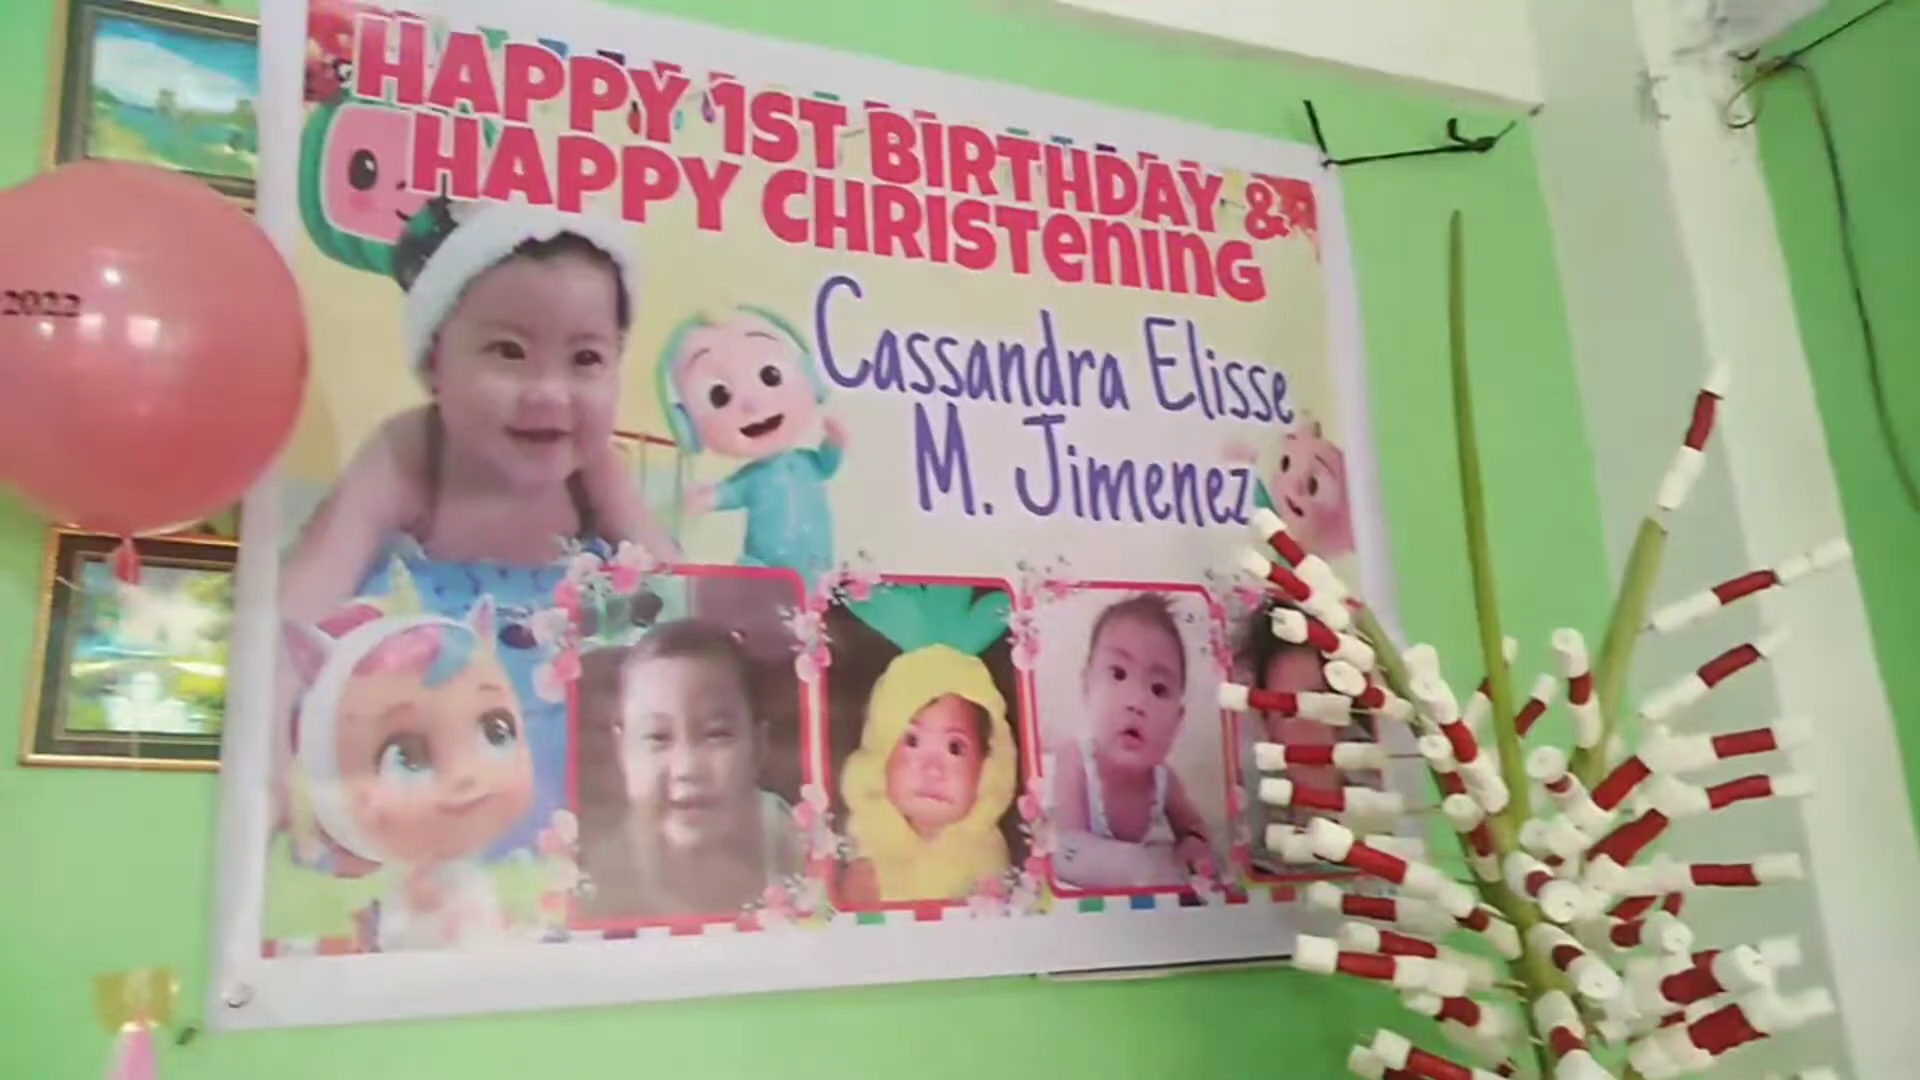 HAPPY 1ST BIRTHDAY &
HAPPY CHRISTENING
Cassandra Elisse
M. Jimenez
2022